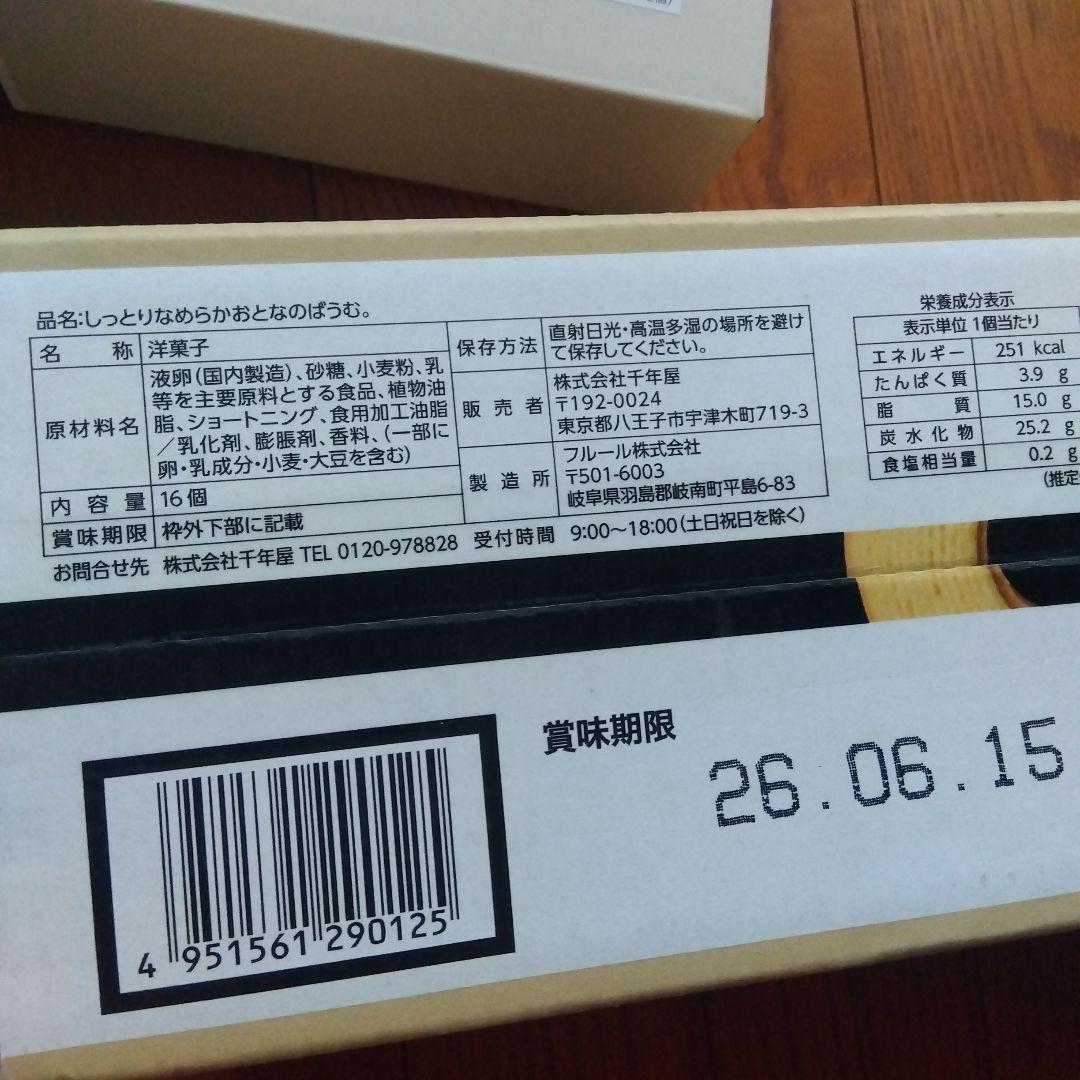 品名:しっとりなめらかおとなのばうむ。
名称 洋菓子
原材料名 液卵(国内製造)、砂糖、小麦粉、乳
等を主要原料とする食品、植物油
脂、ショートニング、食用加工油脂
/乳化剤、膨脹剤、香料、(一部に
卵・乳成分・小麦・大豆を含む)
内容量 16個
賞味期限 枠外下部に記載
保存方法 直射日光・高温多湿の場所を避け
て保存してください。
販売者 株式会社千年屋
〒192-0024
東京都八王子市宇津木町719-3
製造所 フルール株式会社
〒501-6003
岐阜県羽島郡岐南町平島6-83
お問合せ先 株式会社千年屋 TEL 0120-978828 受付時間 9:00〜18:00(土日祝日を除く)
栄養成分表示
表示単位 1個当たり
エネルギー 251 kcal
たんぱく質 3.9 g
脂質 15.0 g
炭水化物 25.2 g
食塩相当量 0.2 g
(推定
賞味期限
26.06.15
4 951561 290125